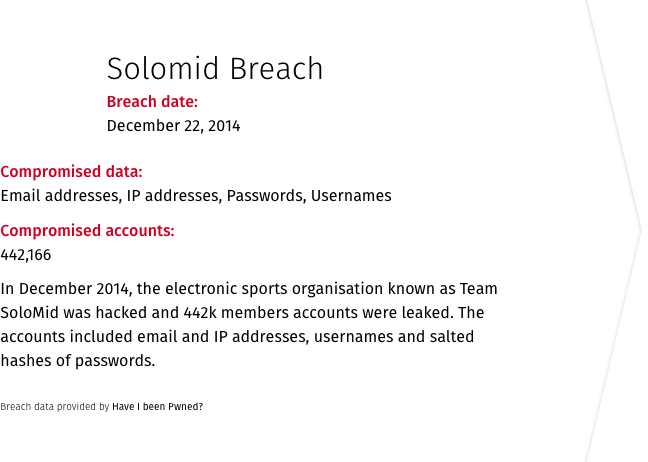 Solomid Breach
Breach date:
December 22, 2014
Compromised data:
Email addresses, IP addresses, Passwords, Usernames
Compromised accounts:
442,166
In December 2014, the electronic sports organisation known as Team
SoloMid was hacked and 442k members accounts were leaked. The
accounts included email and IP addresses, usernames and salted
hashes of passwords.
Breach data provided by Have I been Pwned?